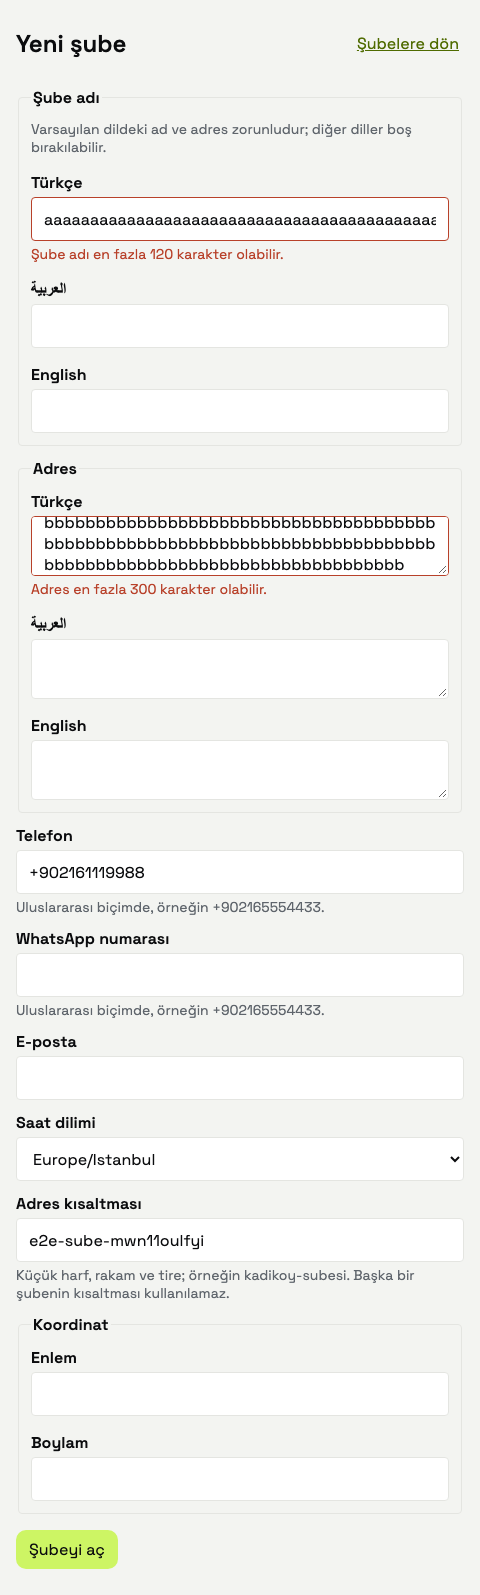 Yeni şube
Şubelere dön
Şube adı
Varsayılan dildeki ad ve adres zorunludur; diğer diller boş
bırakılabilir.
Türkçe
Şube adı en fazla 120 karakter olabilir.
العربية
English
Adres
Türkçe
Adres en fazla 300 karakter olabilir.
العربية
English
Telefon
+902161119988
Uluslararası biçimde, örneğin +902165554433.
WhatsApp numarası
Uluslararası biçimde, örneğin +902165554433.
E-posta
Saat dilimi
Europe/Istanbul
Adres kısaltması
e2e-sube-mwn11oulfyi
Küçük harf, rakam ve tire; örneğin kadikoy-subesi. Başka bir
şubenin kısaltması kullanılamaz.
Koordinat
Enlem
Boylam
Şubeyi aç